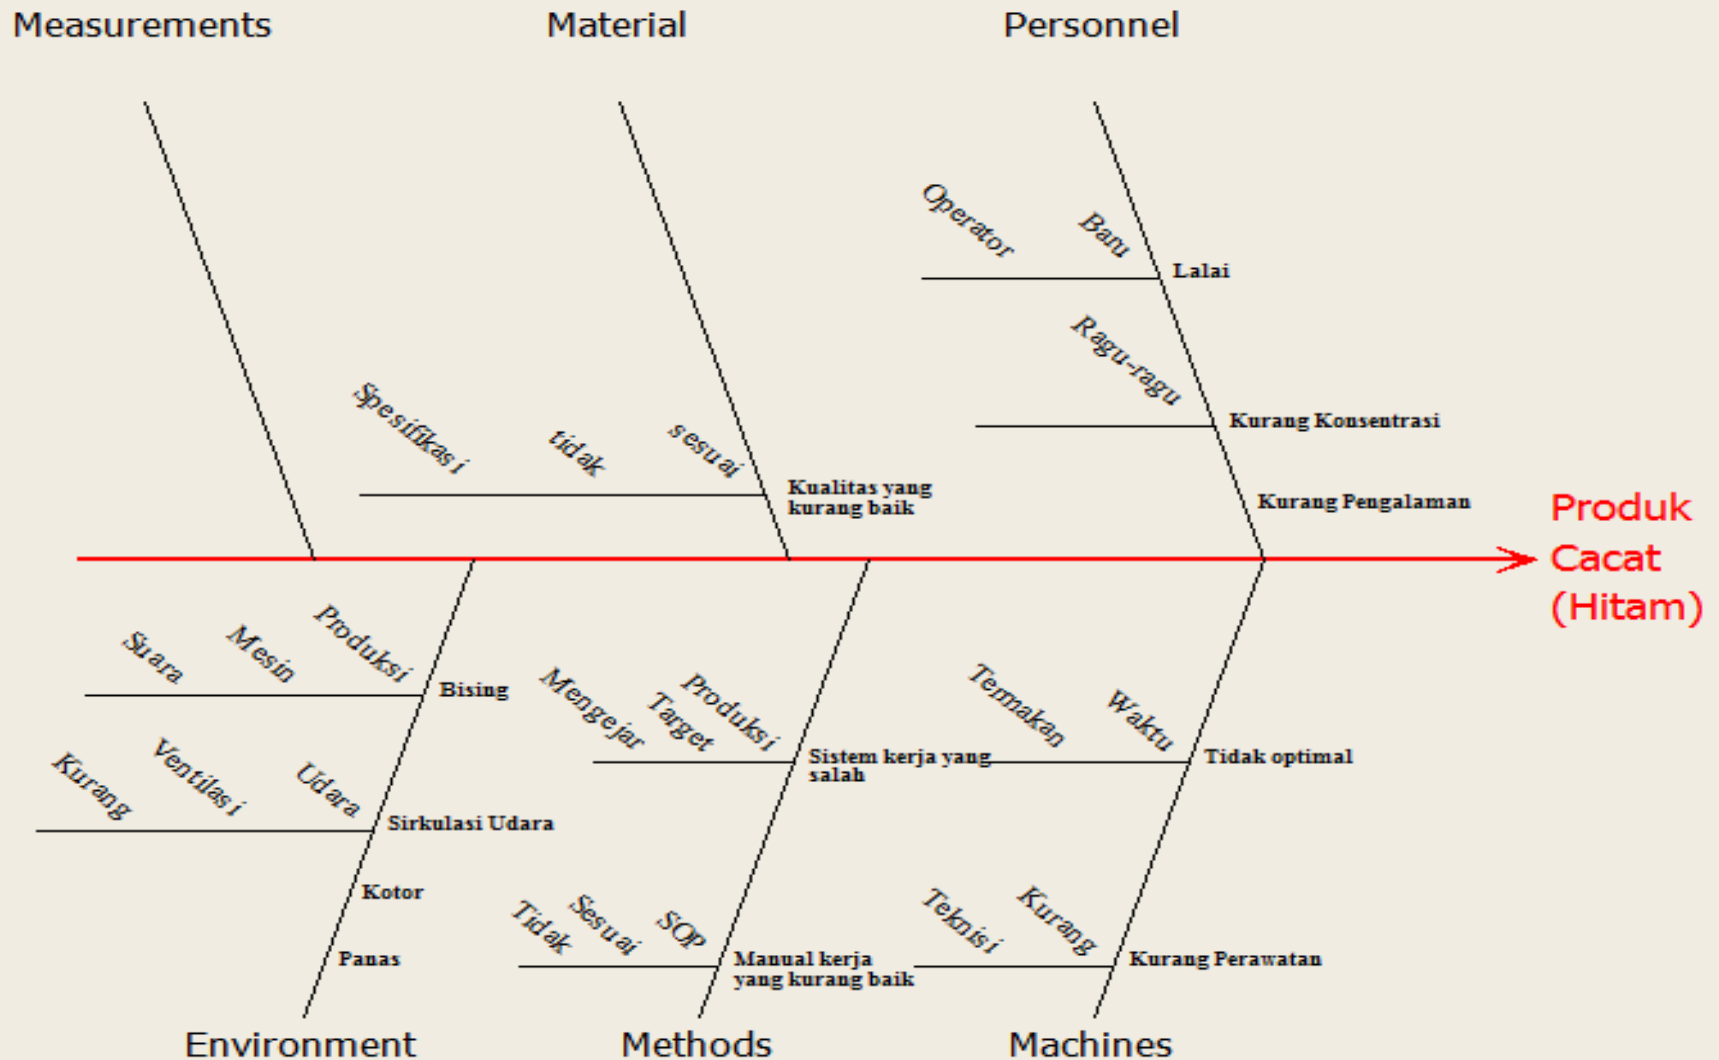 Measurements
Material
Personnel
Operator Baru
Lalai
Ragu-ragu
Kurang Konsentrasi
Kurang Pengalaman
Spesifikasi tidak sesuai
Kualitas yang
kurang baik
Produk
Cacat
(Hitam)
Suara Mesin Produksi
Bising
Kurang Ventilasi Udara
Sirkulasi Udara
Kotor
Panas
Mengejar Target Produksi
Sistem kerja yang
salah
Tidak Sesuai SOP
Manual kerja
yang kurang baik
Termakan Waktu
Tidak optimal
Teknisi Kurang
Kurang Perawatan
Environment
Methods
Machines